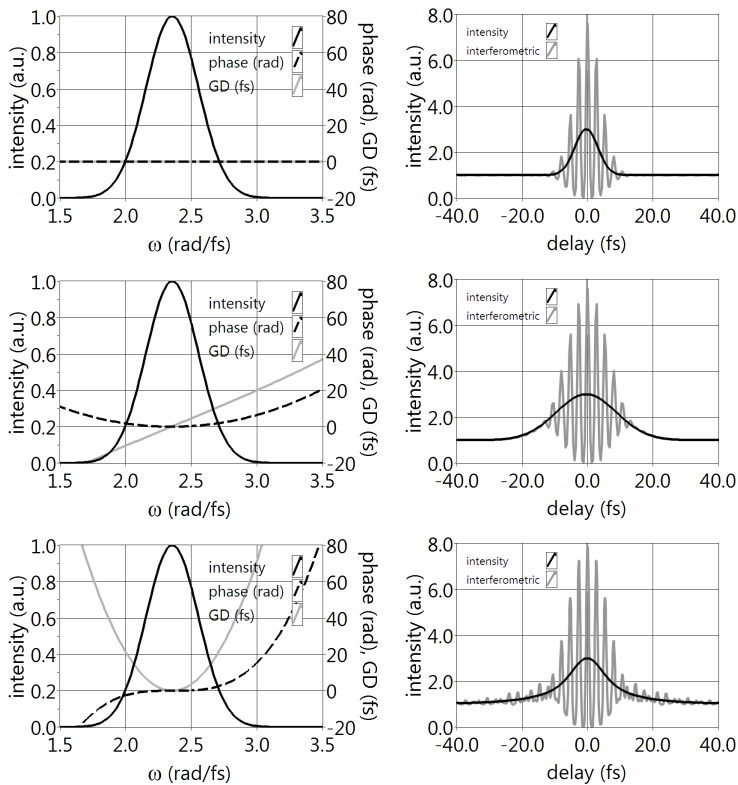 intensity (a.u.)
1.0
0.8
0.6
0.4
0.2
0.0
1.5 2.0 2.5 3.0 3.5
ω (rad/fs)
80
60
40
20
0
-20
phase (rad), GD (fs)
intensity
phase (rad)
GD (fs)
intensity (a.u.)
8.0
6.0
4.0
2.0
0.0
-40.0 -20.0 0.0 20.0 40.0
delay (fs)
intensity
interferometric
intensity (a.u.)
1.0
0.8
0.6
0.4
0.2
0.0
1.5 2.0 2.5 3.0 3.5
ω (rad/fs)
80
60
40
20
0
-20
phase (rad), GD (fs)
intensity
phase (rad)
GD (fs)
intensity (a.u.)
8.0
6.0
4.0
2.0
0.0
-40.0 -20.0 0.0 20.0 40.0
delay (fs)
intensity
interferometric
intensity (a.u.)
1.0
0.8
0.6
0.4
0.2
0.0
1.5 2.0 2.5 3.0 3.5
ω (rad/fs)
80
60
40
20
0
-20
phase (rad), GD (fs)
intensity
phase (rad)
GD (fs)
intensity (a.u.)
8.0
6.0
4.0
2.0
0.0
-40.0 -20.0 0.0 20.0 40.0
delay (fs)
intensity
interferometric